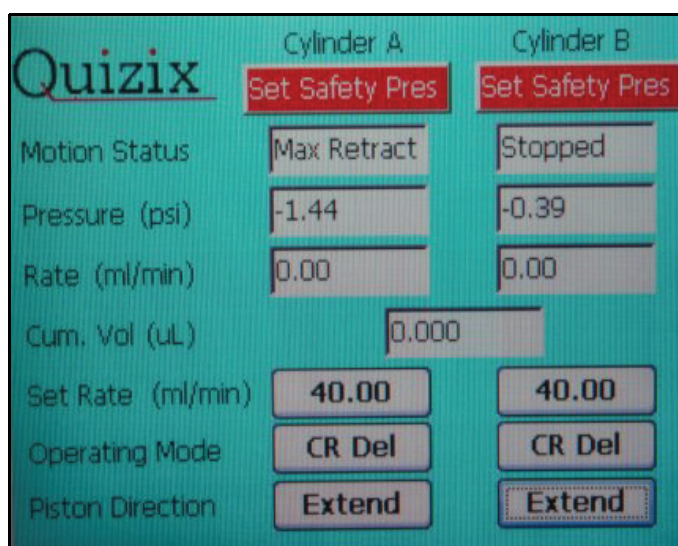 Cylinder A Cylinder B
Quizix
Set Safety Pres Set Safety Pres
Motion Status Max Retract Stopped
Pressure (psi) -1.44 -0.39
Rate (ml/min) 0.00 0.00
Cum. Vol (uL) 0.000
Set Rate (ml/min) 40.00 40.00
Operating Mode CR Del CR Del
Piston Direction Extend Extend